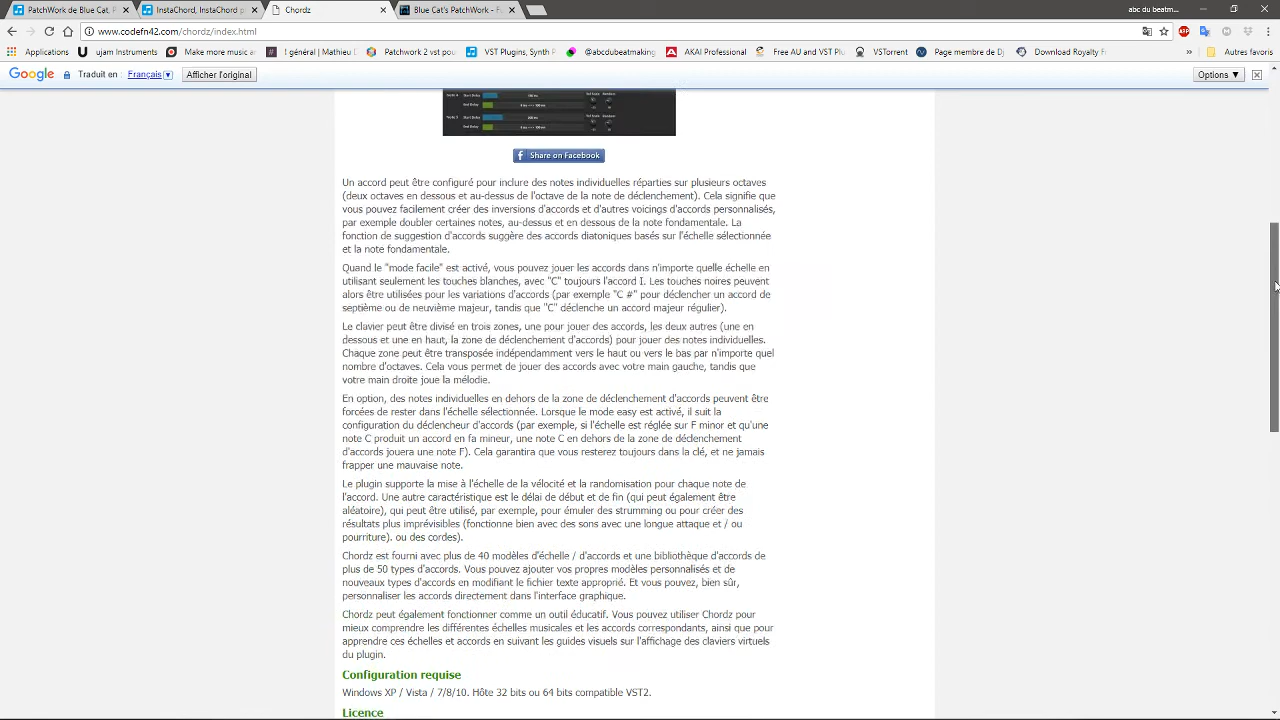 PatchWork de Blue Cat, P
InstaChord, InstaChord p
Chordz
Blue Cat's PatchWork - Fu
abc du beatm...
www.codefn42.com/chordz/index.html
Applications
ujam Instruments
Make more music a
! général | Mathieu D
Patchwork 2 vst pou
VST Plugins, Synth P
@abcdubeatmaking
AKAI Professional
Free AU and VST Plu
VSTorrent
Page membre de D
Download Royalty
»
Autres favoris
Google
Traduit en :
Français
Afficher l'original
Options ▼
Start Delay
End Delay
Start Delay
200 ms
End Delay
Share on Facebook
Un accord peut être configuré pour inclure des notes individuelles réparties sur plusieurs octaves
(deux octaves en dessous et au-dessus de l'octave de la note de déclenchement). Cela signifie que
vous pouvez facilement créer des inversions d'accords et d'autres voicings d'accords personnalisés,
par exemple doubler certaines notes, au-dessus et en dessous de la note fondamentale. La
fonction de suggestion d'accords suggère des accords diatoniques basés sur l'échelle sélectionnée
et la note fondamentale.
Quand le "mode facile" est activé, vous pouvez jouer les accords dans n'importe quelle échelle en
utilisant seulement les touches blanches, avec "C" toujours l'accord I. Les touches noires peuvent
alors être utilisées pour les variations d'accords (par exemple "C #" pour déclencher un accord de
septième ou de neuvième majeur, tandis que "C" déclenche un accord majeur régulier).
Le clavier peut être divisé en trois zones, une pour jouer des accords, les deux autres (une en
dessous et une en haut, la zone de déclenchement d'accords) pour jouer des notes individuelles.
Chaque zone peut être transposée indépendamment vers le haut ou vers le bas par n'importe quel
nombre d'octaves. Cela vous permet de jouer des accords avec votre main gauche, tandis que
votre main droite joue la mélodie.
En option, des notes individuelles en dehors de la zone de déclenchement d'accords peuvent être
forcées de rester dans l'échelle sélectionnée. Lorsque le mode easy est activé, il suit la
configuration du déclencheur d'accords (par exemple, si l'échelle est réglée sur F minor et qu'une
note C produit un accord en fa mineur, une note C en dehors de la zone de déclenchement
d'accords jouera une note F). Cela garantira que vous resterez toujours dans la clé, et ne jamais
frapper une mauvaise note.
Le plugin supporte la mise à l'échelle de la vélocité et la randomisation pour chaque note de
l'accord. Une autre caractéristique est le délai de début et de fin (qui peut également être
aléatoire), qui peut être utilisé, par exemple, pour émuler des strumming ou pour créer des
résultats plus imprévisibles (fonctionne bien avec des sons avec une longue attaque et / ou
pourriture). ou des cordes).
Chordz est fourni avec plus de 40 modèles d'échelle / d'accords et une bibliothèque d'accords de
plus de 50 types d'accords. Vous pouvez ajouter vos propres modèles personnalisés et de
nouveaux types d'accords en modifiant le fichier texte approprié. Et vous pouvez, bien sûr,
personnaliser les accords directement dans l'interface graphique.
Chordz peut également fonctionner comme un outil éducatif. Vous pouvez utiliser Chordz pour
mieux comprendre les différentes échelles musicales et les accords correspondants, ainsi que pour
apprendre ces échelles et accords en suivant les guides visuels sur l'affichage des claviers virtuels
du plugin.
Configuration requise
Windows XP / Vista / 7/8/10. Hôte 32 bits ou 64 bits compatible VST2.
Licence